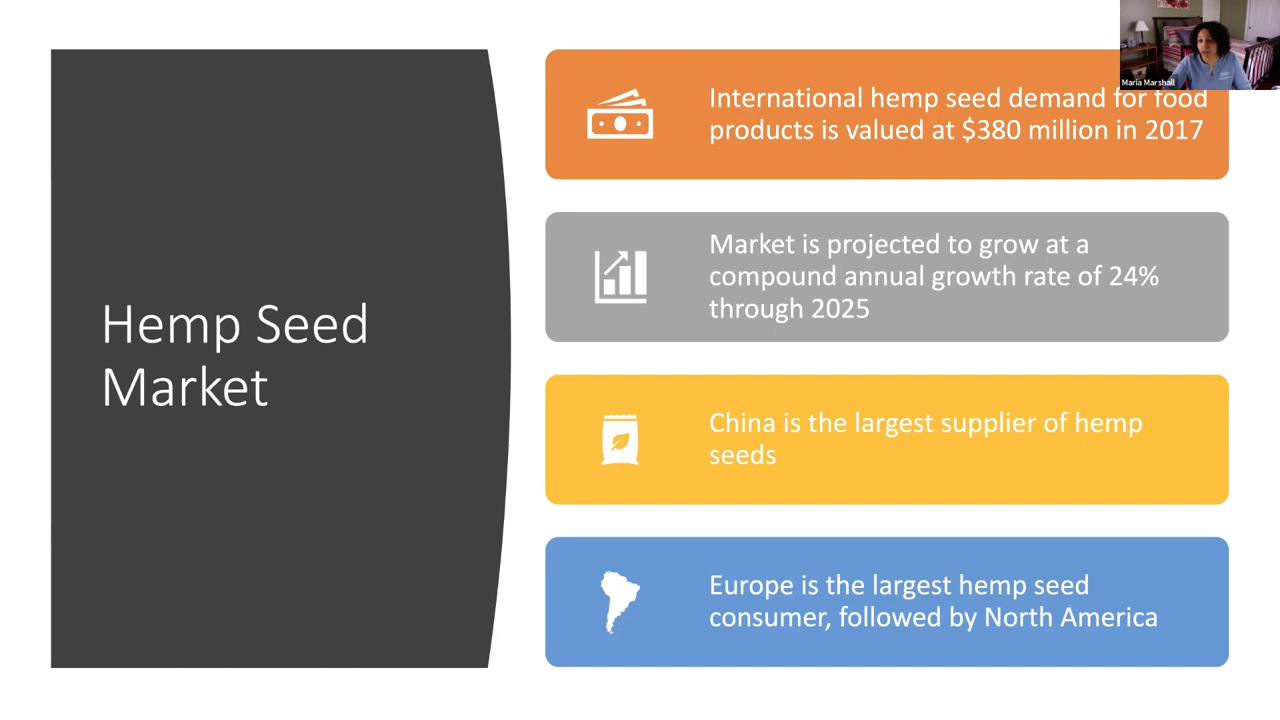 Maria Marshall
Hemp Seed
Market
International hemp seed demand for food
products is valued at $380 million in 2017
Market is projected to grow at a
compound annual growth rate of 24%
through 2025
China is the largest supplier of hemp
seeds
Europe is the largest hemp seed
consumer, followed by North America